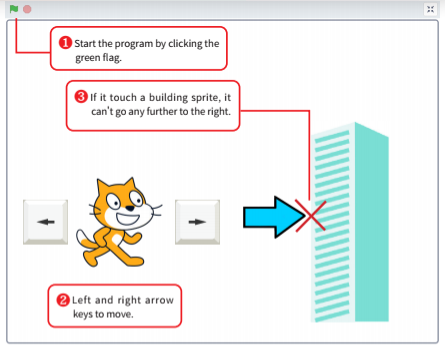 ❶ Start the program by clicking the
green flag.
❸ If it touch a building sprite, it
can't go any further to the right.
❷ Left and right arrow
keys to move.